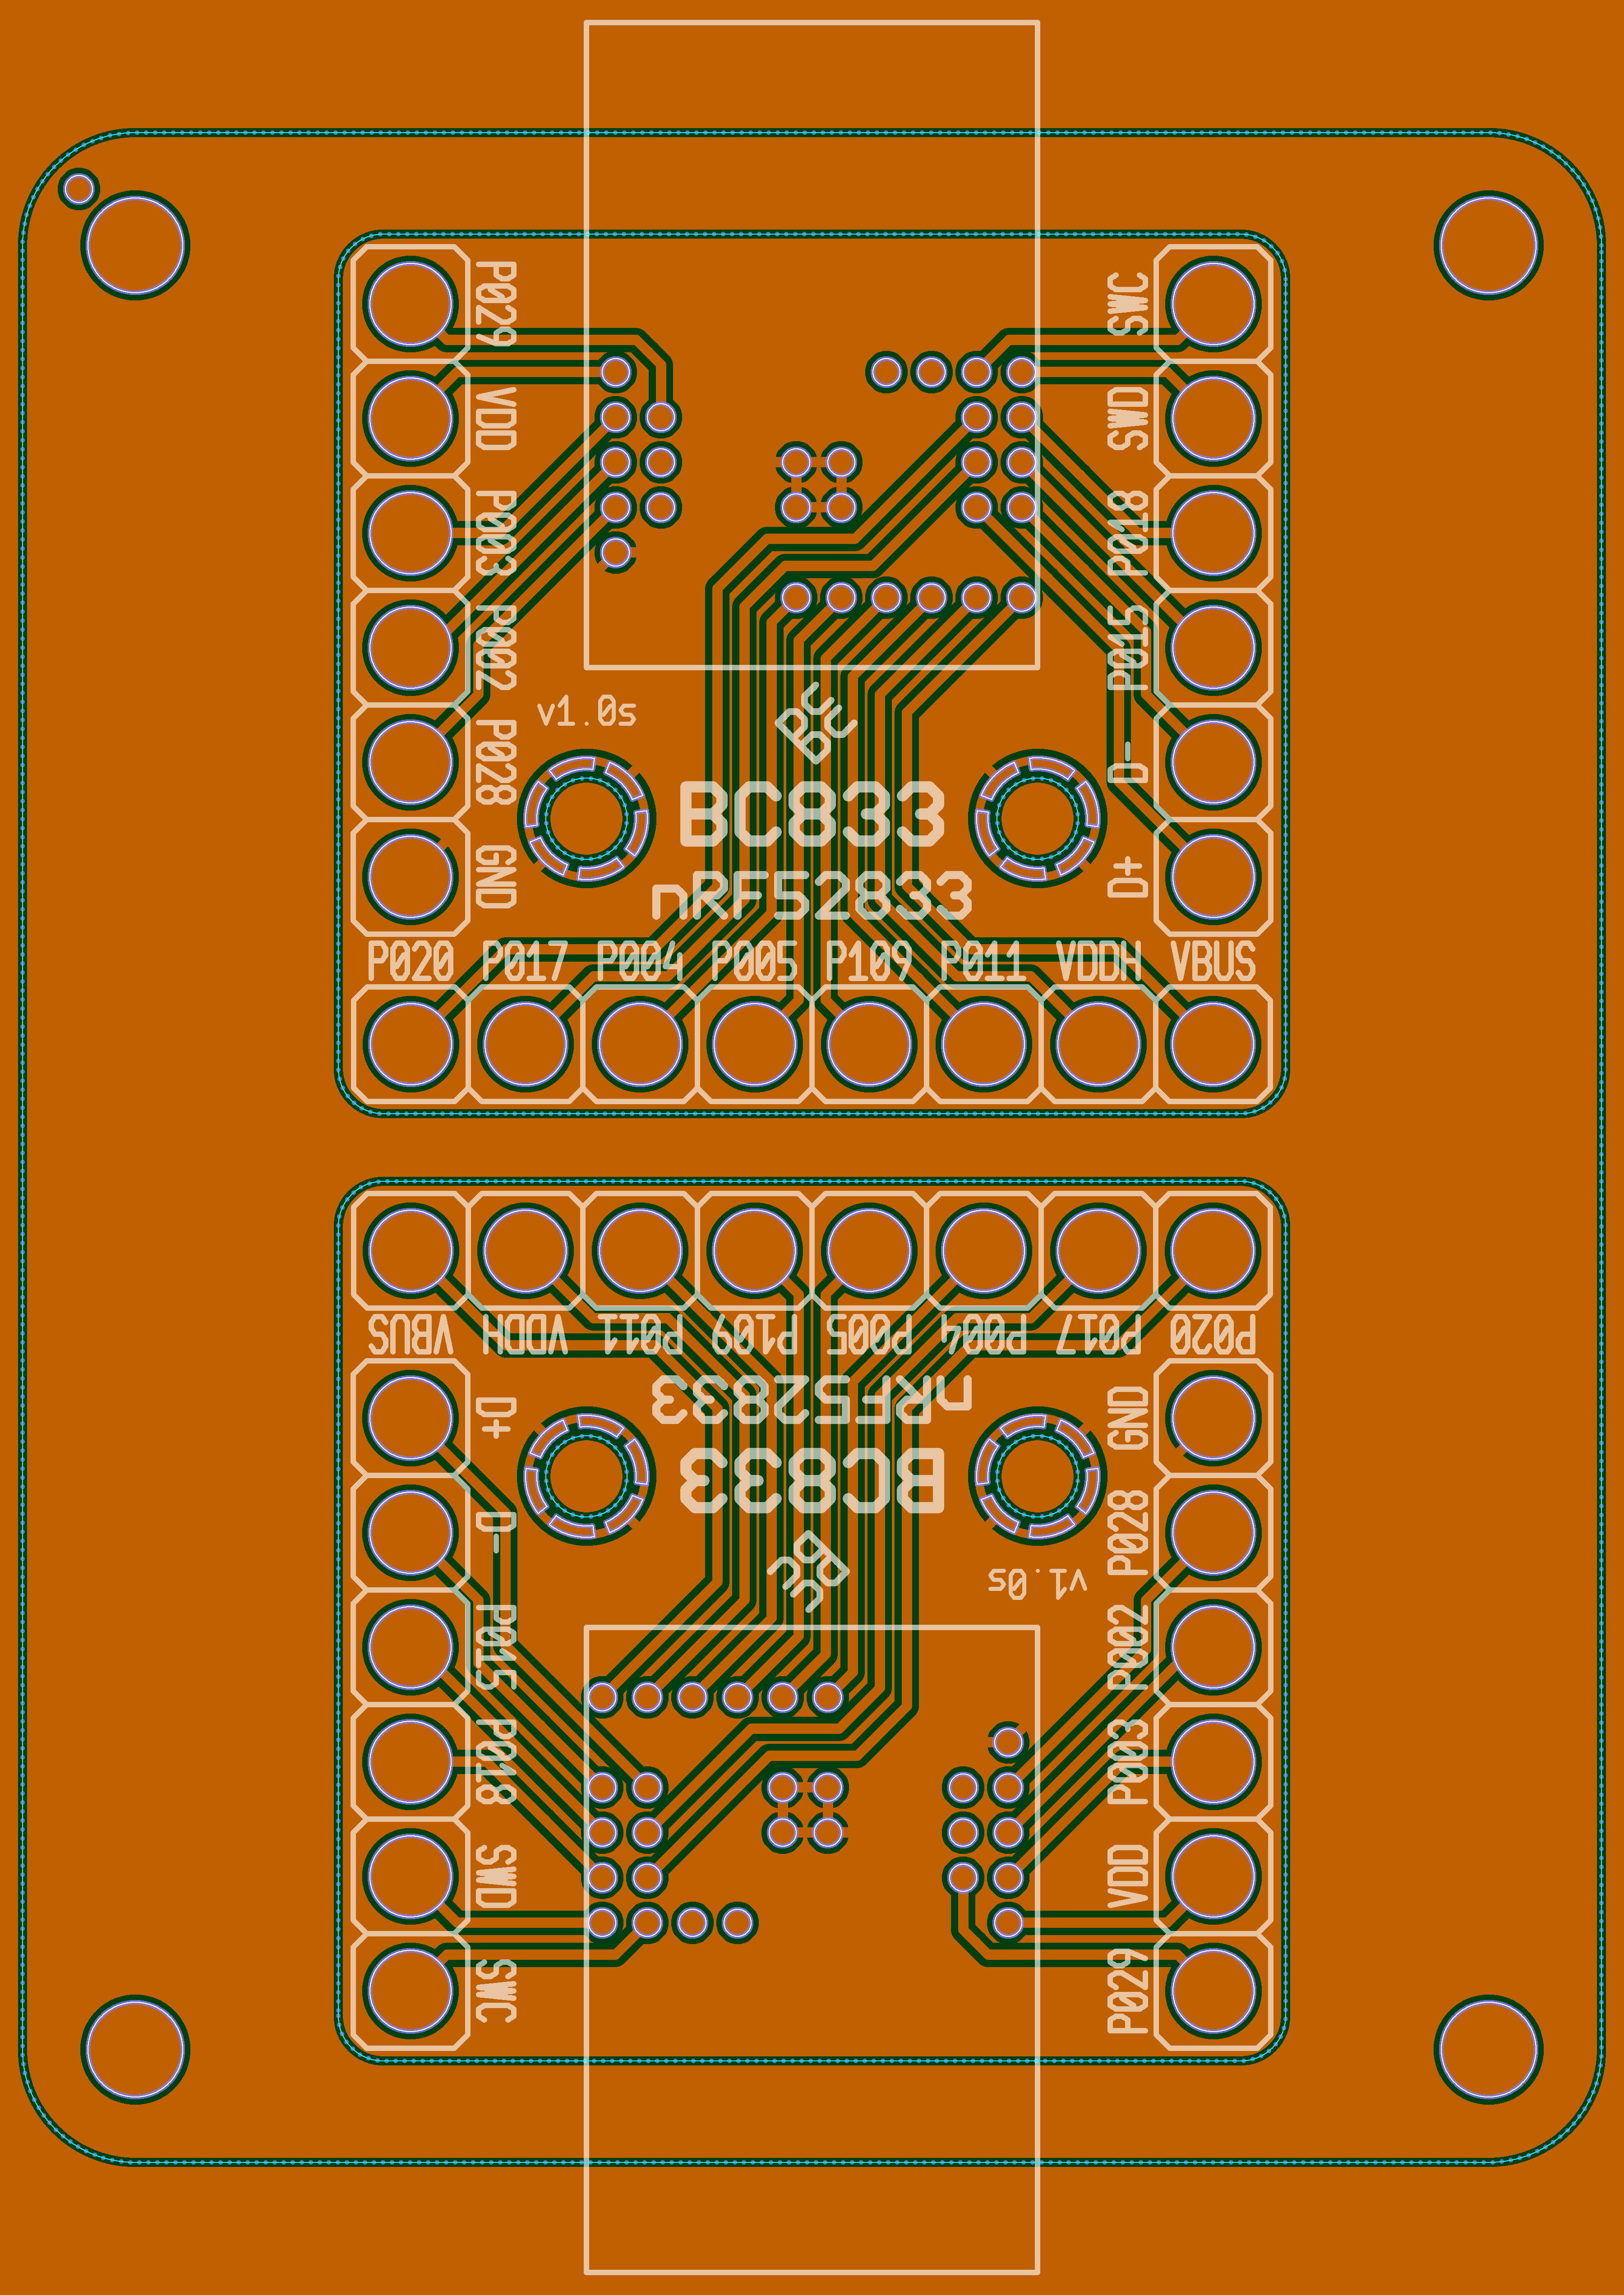 P029
SWC
VDD
SWD
P003
P018
P002
P015
v1.0s
BC
P028
D-
BC833
GND
nRF52833
D+
P020 P017 P004 P005 P109 P011 VDDH VBUS
VBUS VDDH P011 P109 P005 P004 P017 P020
D+
nRF52833
GND
BC833
D-
P028
BC
v1.0s
P015
P002
P018
P003
SWD
VDD
SWC
P029